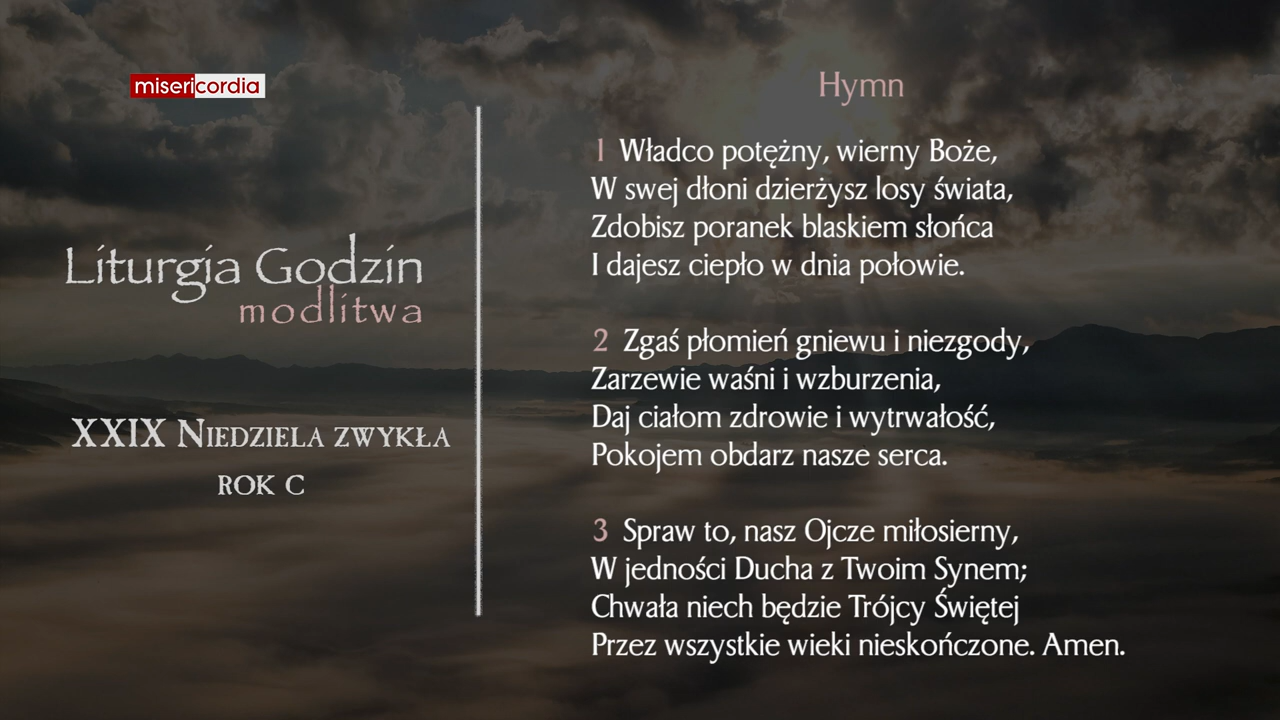 misericordia
Liturgia Godzin
modlitwa
XXIX Niedziela zwykła
rok C
Hymn
1 Władco potężny, wierny Boże,
W swej dłoni dzierżysz losy świata,
Zdobisz poranek blaskiem słońca
I dajesz ciepło w dnia połowie.
2 Zgaś płomień gniewu i niezgody,
Zarzewie waśni i wzburzenia,
Daj ciałom zdrowie i wytrwałość,
Pokojem obdarz nasze serca.
3 Spraw to, nasz Ojcze miłosierny,
W jedności Ducha z Twoim Synem;
Chwała niech będzie Trójcy Świętej
Przez wszystkie wieki nieskończone. Amen.